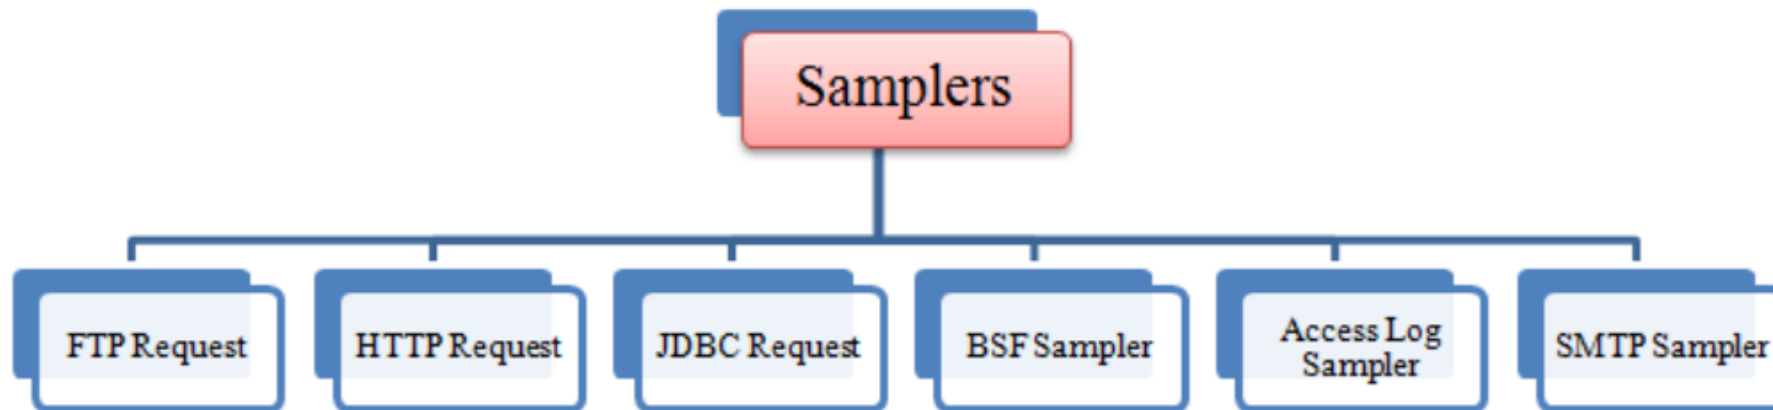 Samplers
FTP Request
HTTP Request
JDBC Request
BSF Sampler
Access Log
Sampler
SMTP Sampler